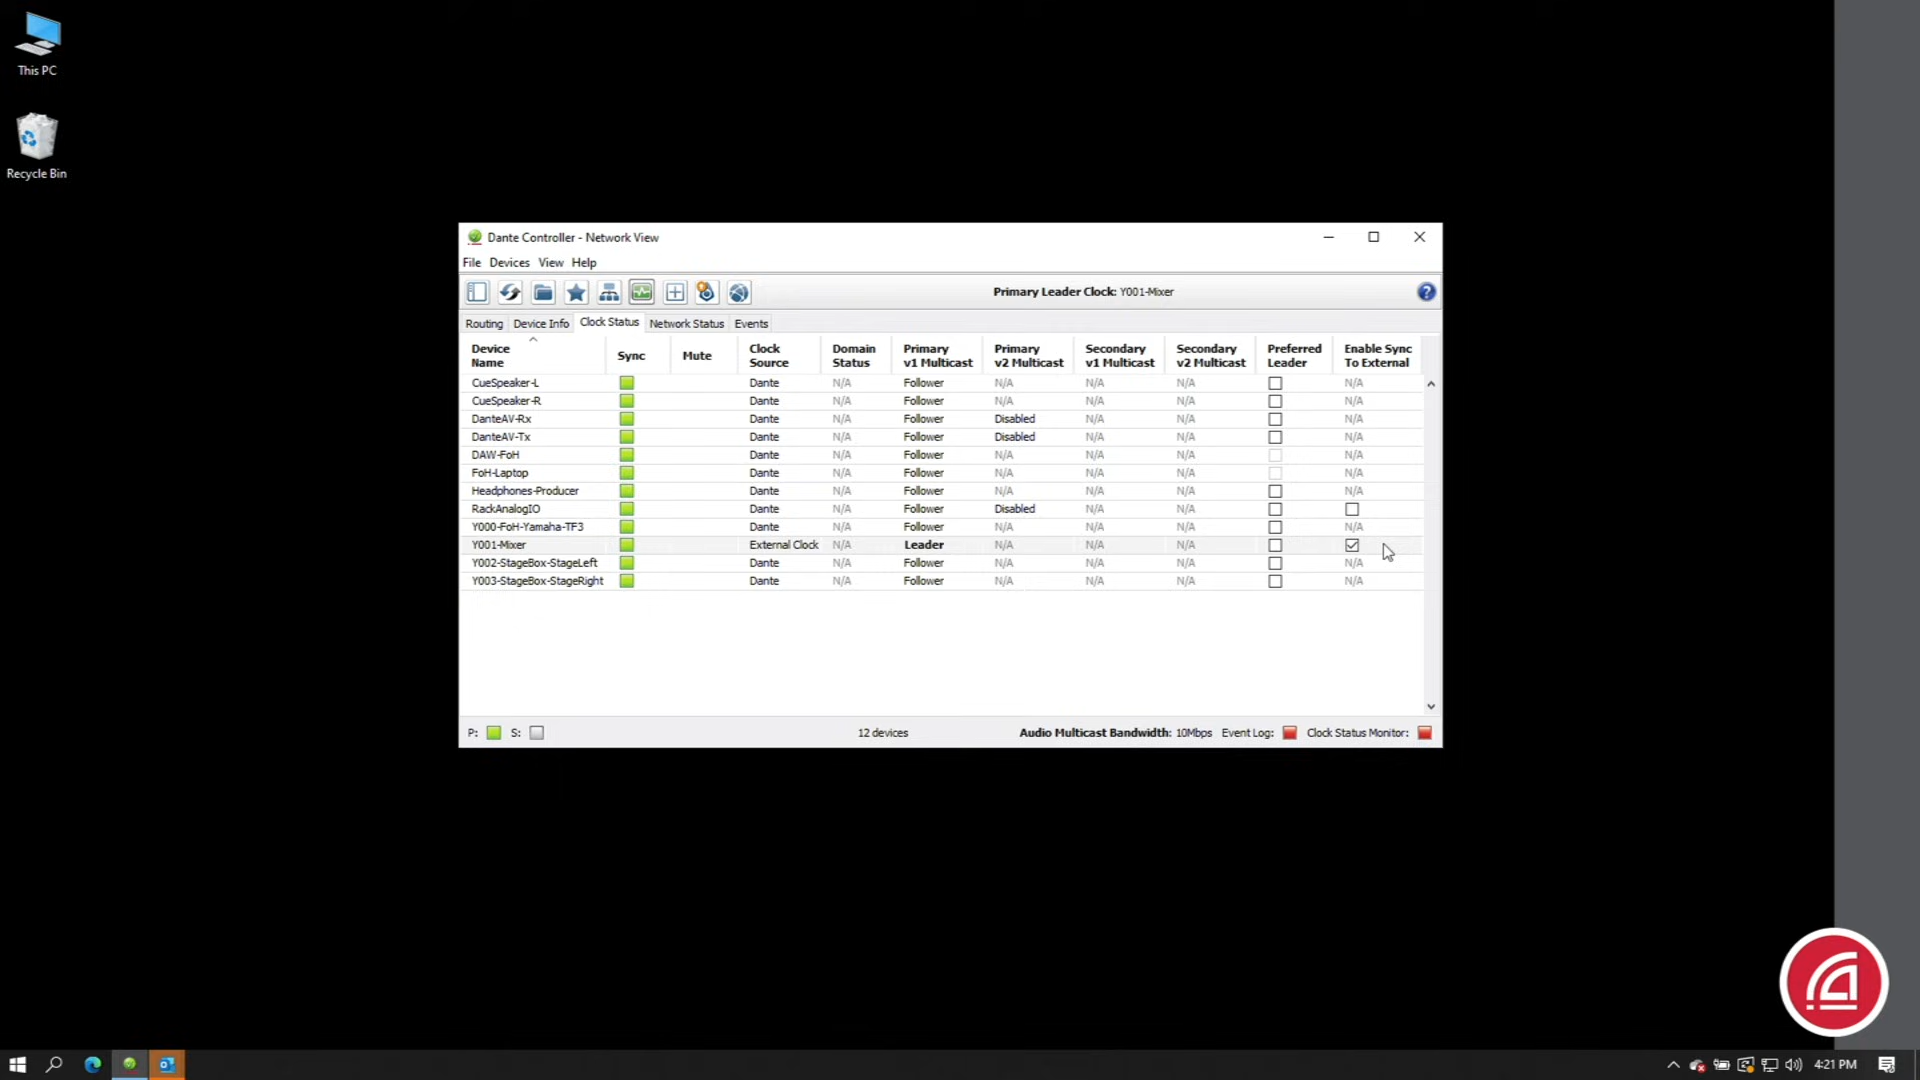 This PC
Recycle Bin
Dante Controller - Network View
File Devices View Help
Primary Leader Clock: Y001-Mixer
Routing Device Info Clock Status Network Status Events
Device Name Sync Mute Clock Source Domain Status Primary v1 Multicast Primary v2 Multicast Secondary v1 Multicast Secondary v2 Multicast Preferred Leader Enable Sync To External
CueSpeaker-L Dante N/A Follower N/A N/A N/A N/A
CueSpeaker-R Dante N/A Follower N/A N/A N/A N/A
DanteAV-Rx Dante N/A Follower Disabled N/A N/A N/A
DanteAV-Tx Dante N/A Follower Disabled N/A N/A N/A
DAW-FoH Dante N/A Follower N/A N/A N/A N/A
FoH-Laptop Dante N/A Follower N/A N/A N/A N/A
Headphones-Producer Dante N/A Follower N/A N/A N/A N/A
RackAnalogIO Dante N/A Follower Disabled N/A N/A
Y000-FoH-Yamaha-TF3 Dante N/A Follower N/A N/A N/A N/A
Y001-Mixer External Clock N/A Leader N/A N/A N/A
Y002-StageBox-StageLeft Dante N/A Follower N/A N/A N/A N/A
Y003-StageBox-StageRight Dante N/A Follower N/A N/A N/A N/A
P: S: 12 devices Audio Multicast Bandwidth: 10Mbps Event Log: Clock Status Monitor:
4:21 PM